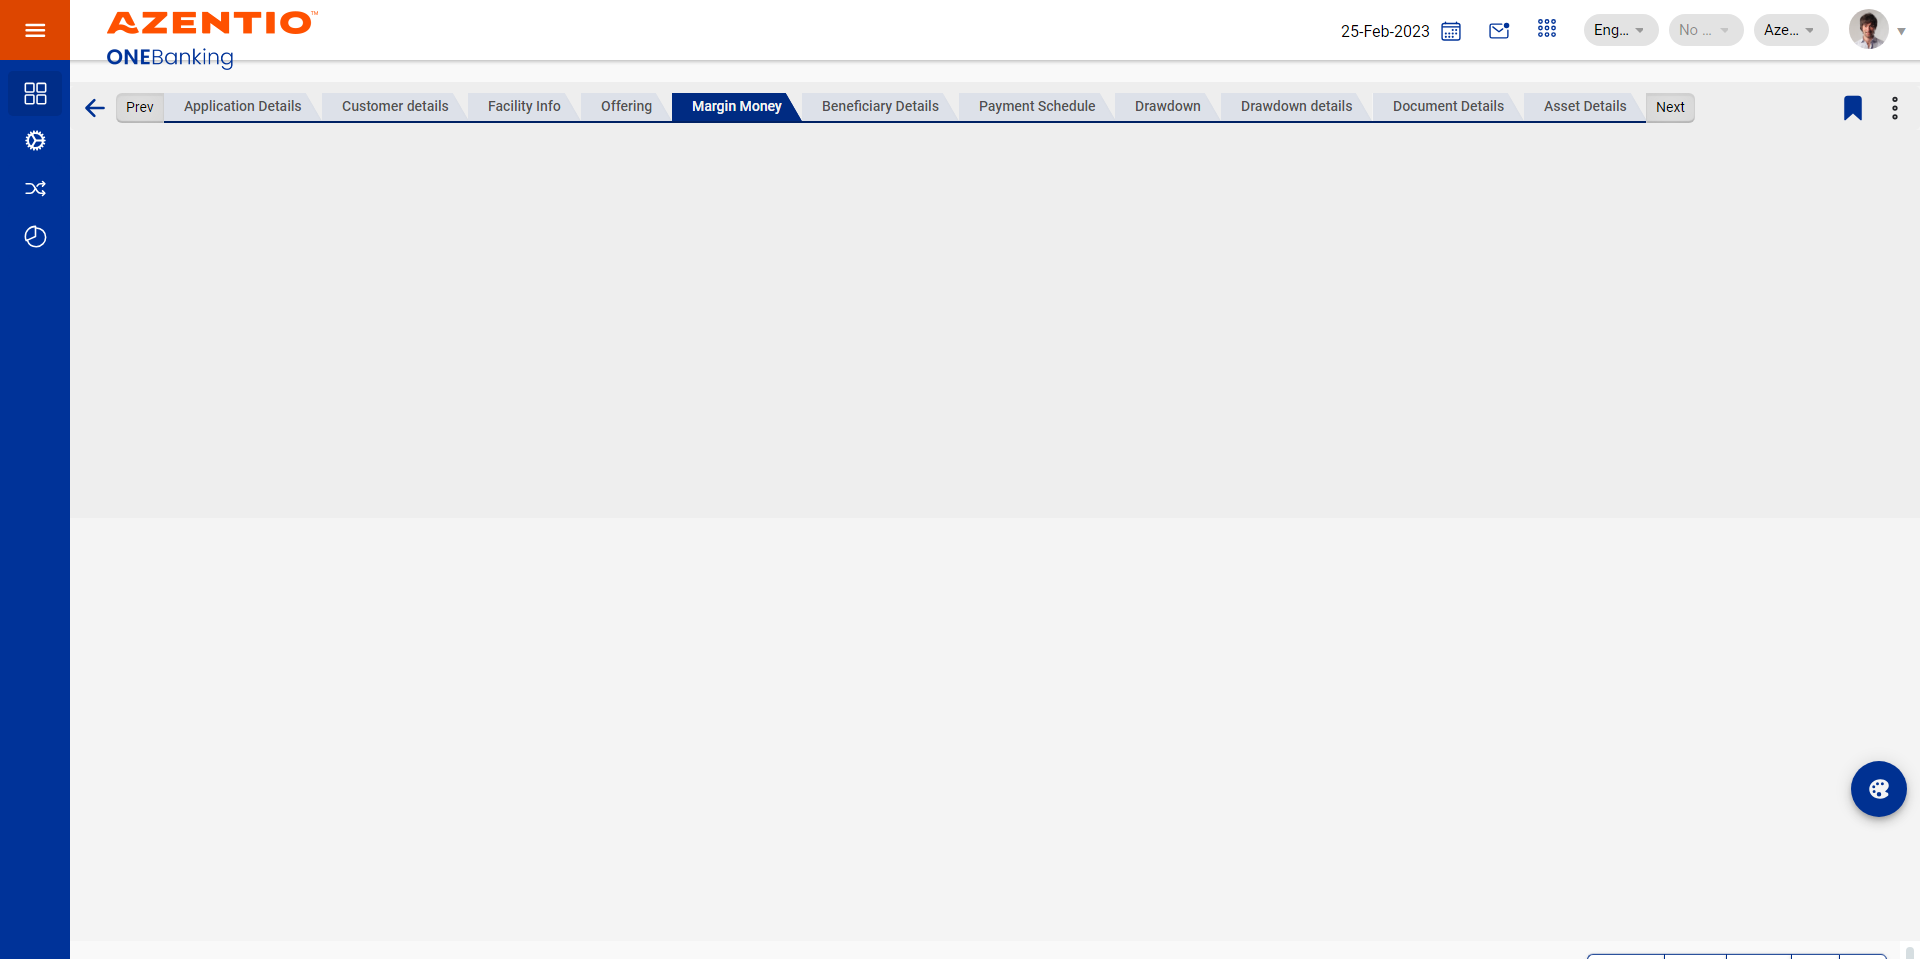 AZENTIO™
ONEBanking
25-Feb-2023
Eng...
No ...
Aze...
Prev
Application Details
Customer details
Facility Info
Offering
Margin Money
Beneficiary Details
Payment Schedule
Drawdown
Drawdown details
Document Details
Asset Details
Next